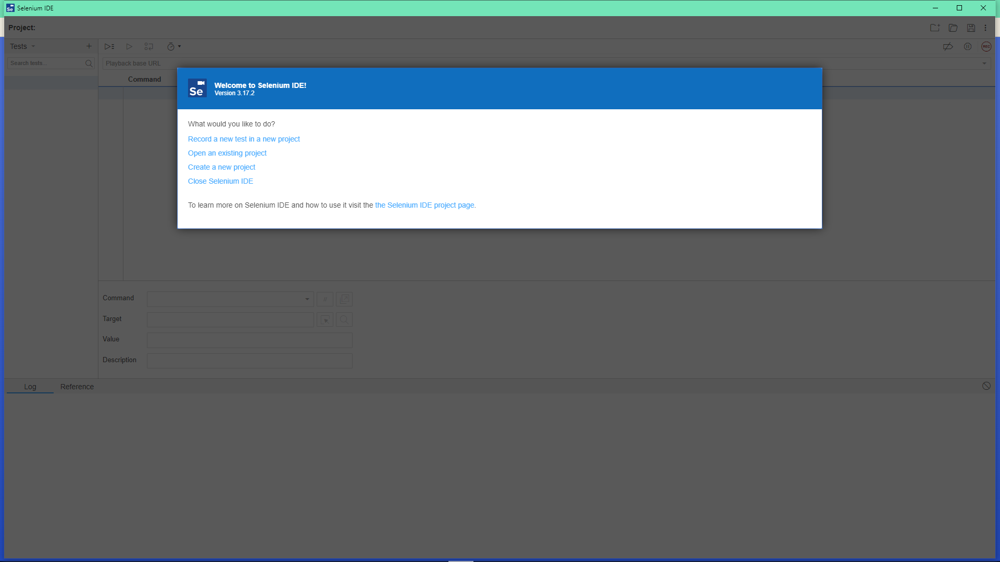 Se Selenium IDE
Project:
Tests
Search tests...
Playback base URL
REC
Command
Se
Welcome to Selenium IDE!
Version 3.17.2
What would you like to do?
Record a new test in a new project
Open an existing project
Create a new project
Close Selenium IDE
To learn more on Selenium IDE and how to use it visit the the Selenium IDE project page.
Command
//
Target
Value
Description
Log Reference